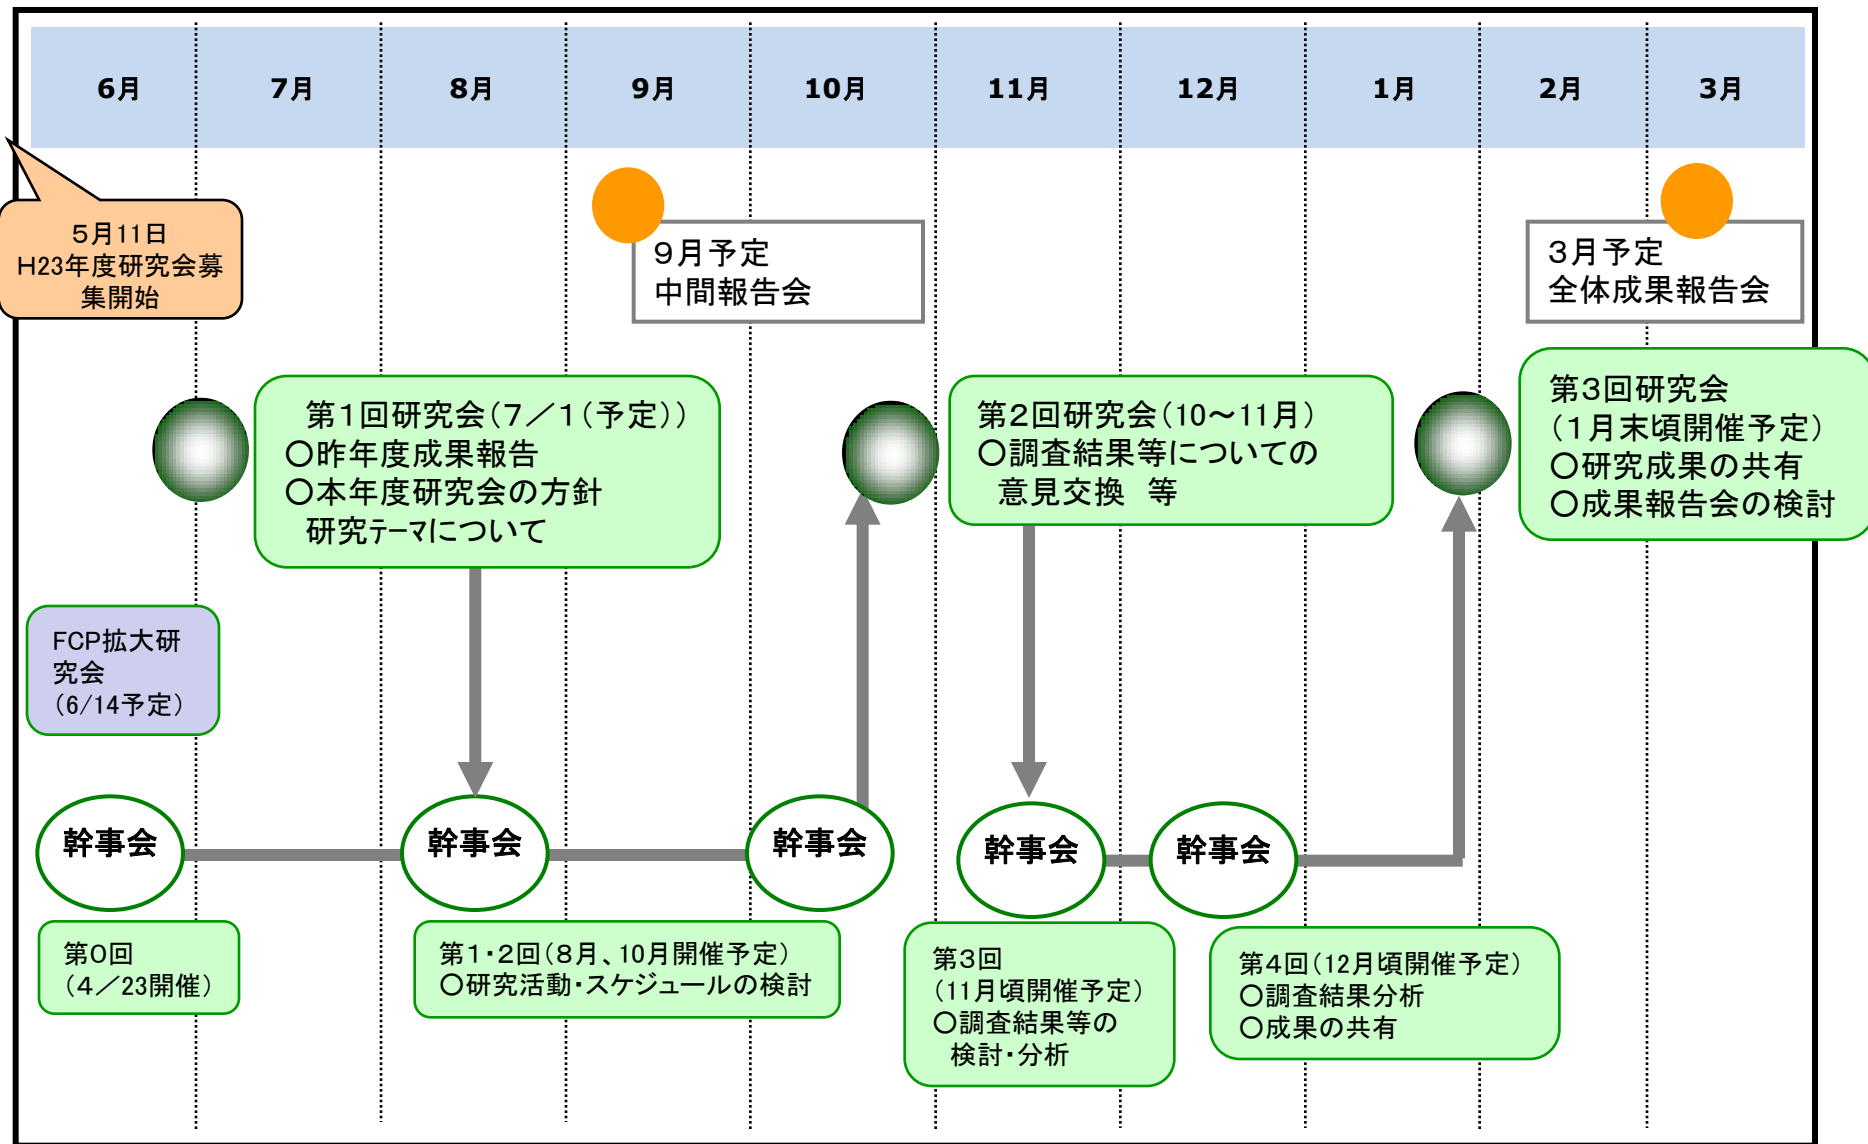 6月
7月
8月
9月
10月
11月
12月
1月
2月
3月
５月11日
H23年度研究会募
集開始
９月予定
中間報告会
３月予定
全体成果報告会
第１回研究会（７／１（予定））
○昨年度成果報告
○本年度研究会の方針
研究ﾃｰﾏについて
第２回研究会（10～11月）
○調査結果等についての
意見交換　等
第３回研究会
（１月末頃開催予定）
○研究成果の共有
○成果報告会の検討
FCP拡大研
究会
（6/14予定）
幹事会
幹事会
幹事会
幹事会
幹事会
第０回
（４／23開催）
第１・２回（８月、10月開催予定）
○研究活動・スケジュールの検討
第３回
（11月頃開催予定）
○調査結果等の
検討・分析
第４回（12月頃開催予定）
○調査結果分析
○成果の共有